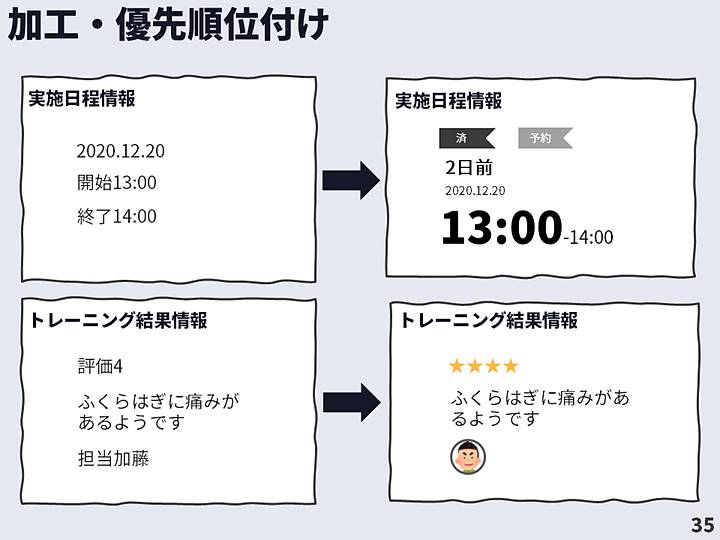 加工・優先順位付け
実施日程情報
2020.12.20
開始13:00
終了14:00
実施日程情報
済
予約
2日前
2020.12.20
13:00-14:00
トレーニング結果情報
評価4
ふくらはぎに痛みが
あるようです
担当加藤
トレーニング結果情報
★★★★
ふくらはぎに痛みがあ
るようです
35